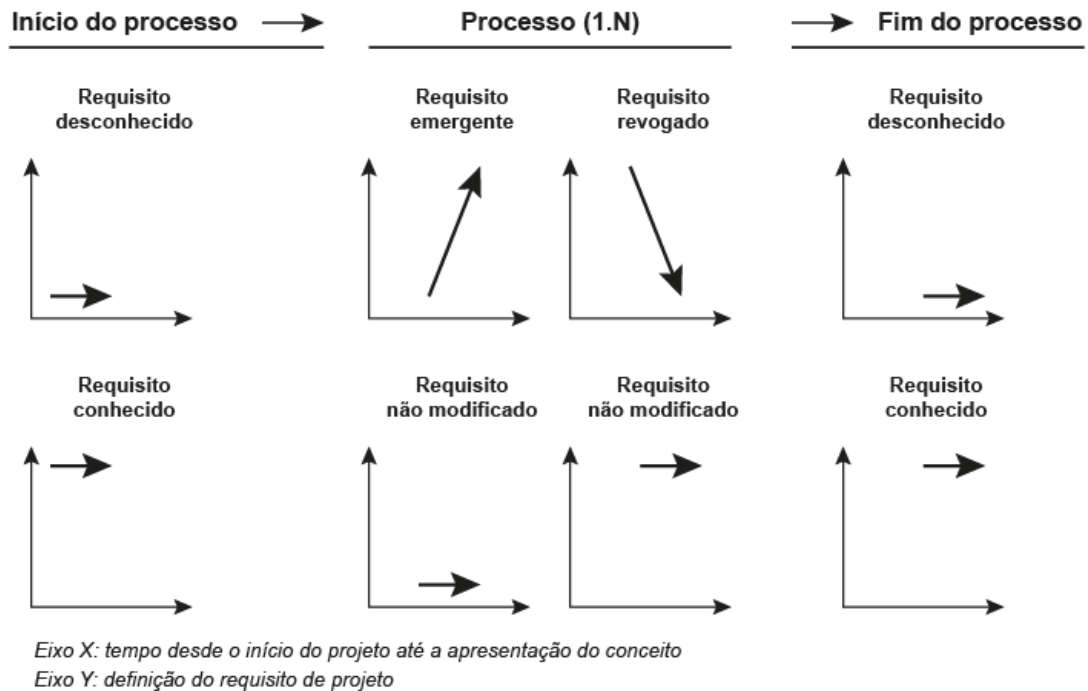 Início do processo
Processo (1.N)
Fim do processo
Requisito
desconhecido
Requisito
emergente
Requisito
revogado
Requisito
desconhecido
Requisito
conhecido
Requisito
não modificado
Requisito
não modificado
Requisito
conhecido
Eixo X: tempo desde o início do projeto até a apresentação do conceito
Eixo Y: definição do requisito de projeto